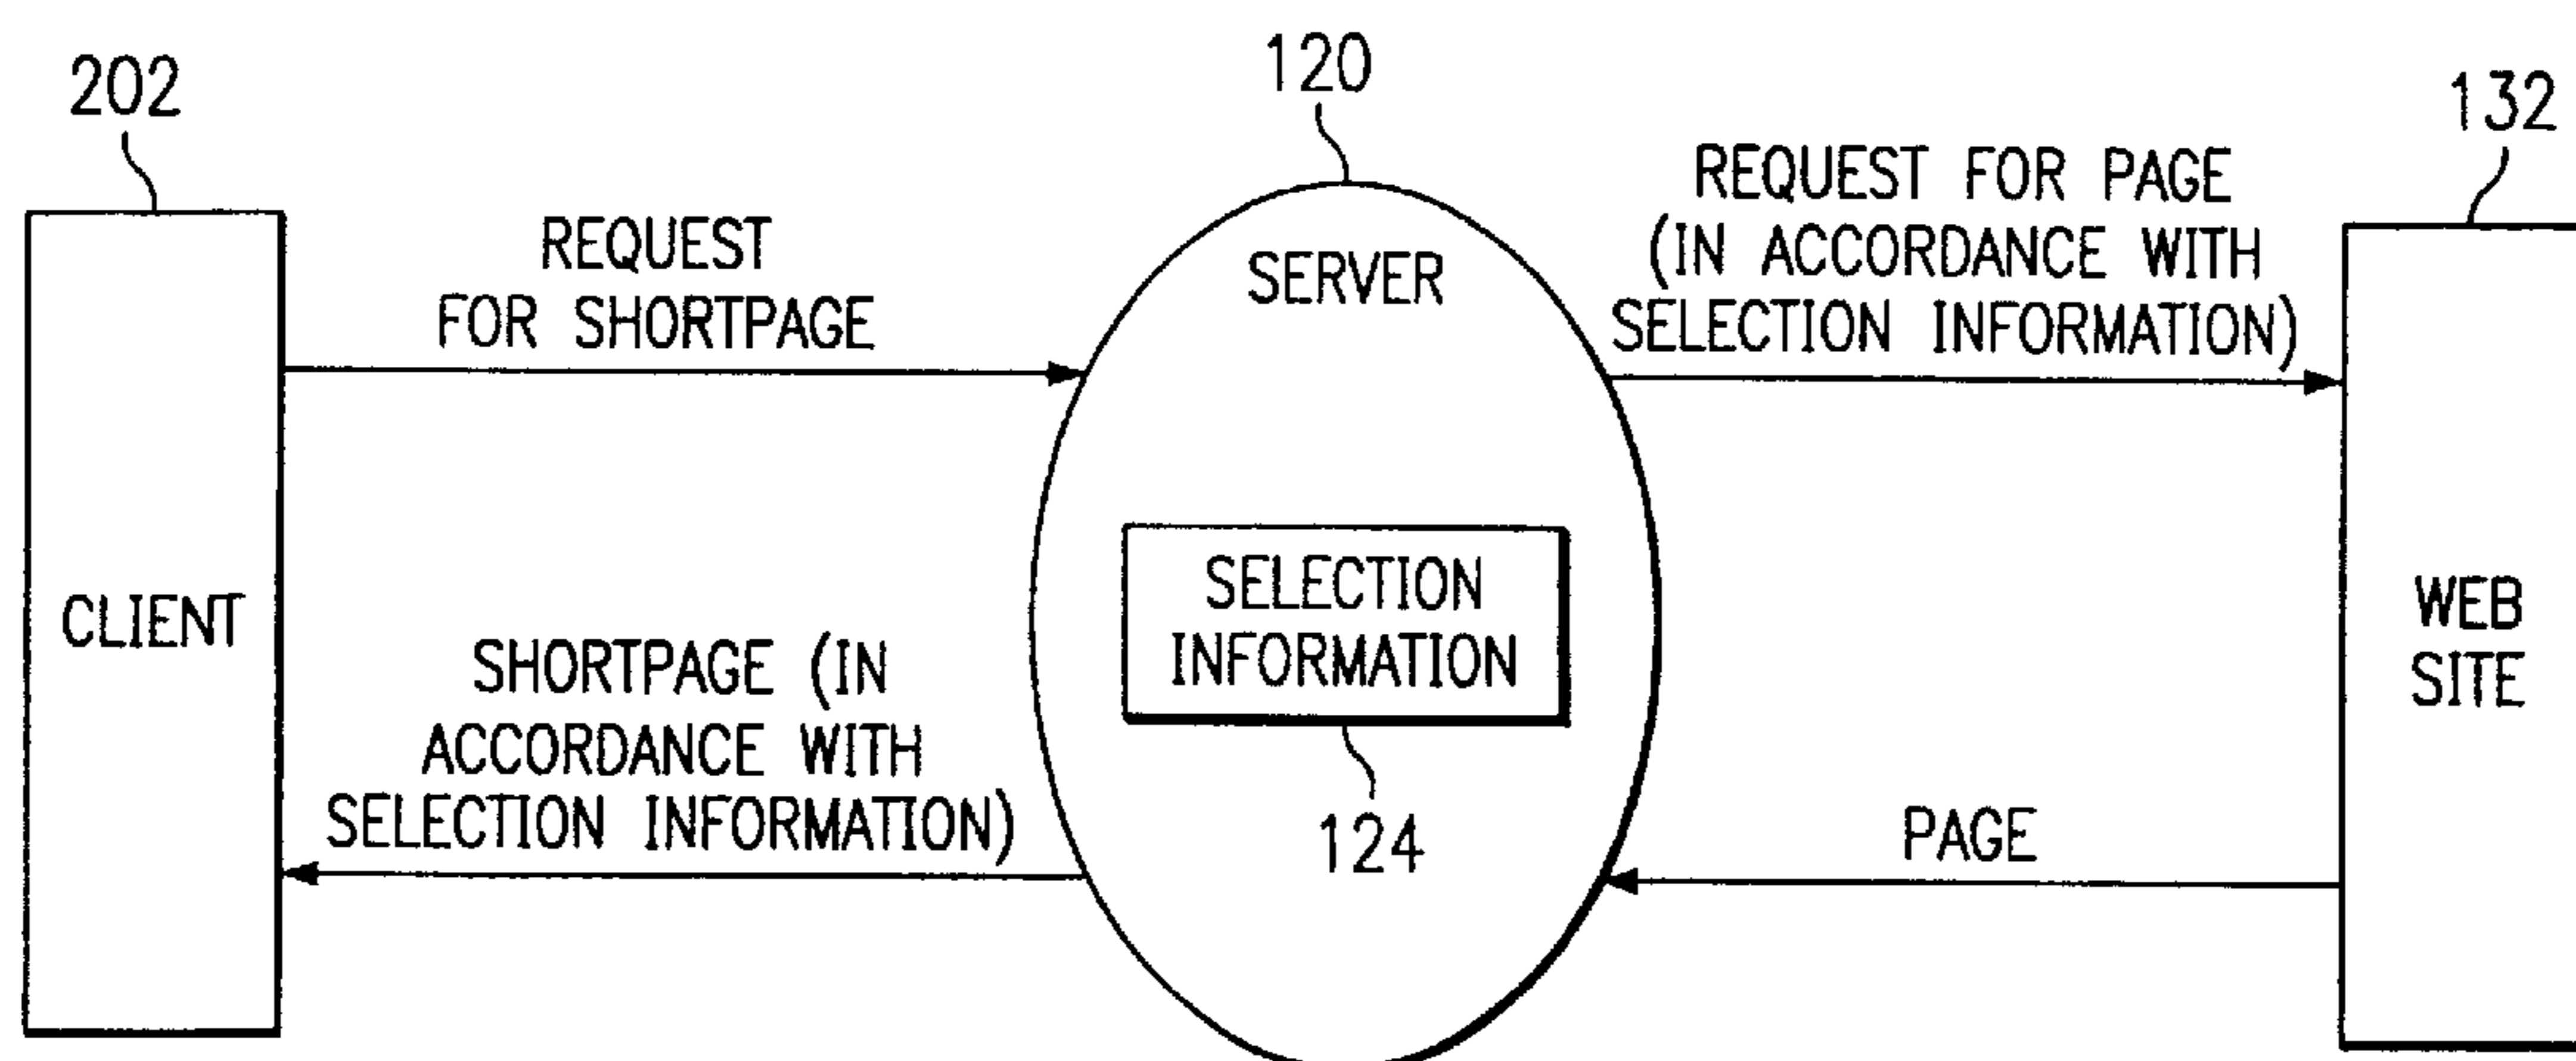 202
120
132
REQUEST
FOR SHORTPAGE
SERVER
REQUEST FOR PAGE
(IN ACCORDANCE WITH
SELECTION INFORMATION)
CLIENT
SHORTPAGE (IN
ACCORDANCE WITH
SELECTION INFORMATION)
SELECTION
INFORMATION
124
WEB
SITE
PAGE